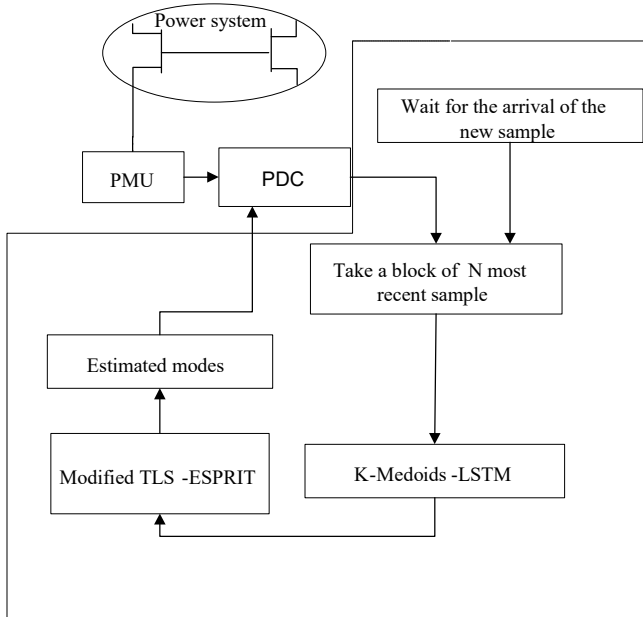 Power system
Wait for the arrival of the
new sample
PMU
PDC
Take a block of N most
recent sample
Estimated modes
Modified TLS -ESPRIT
K-Medoids -LSTM